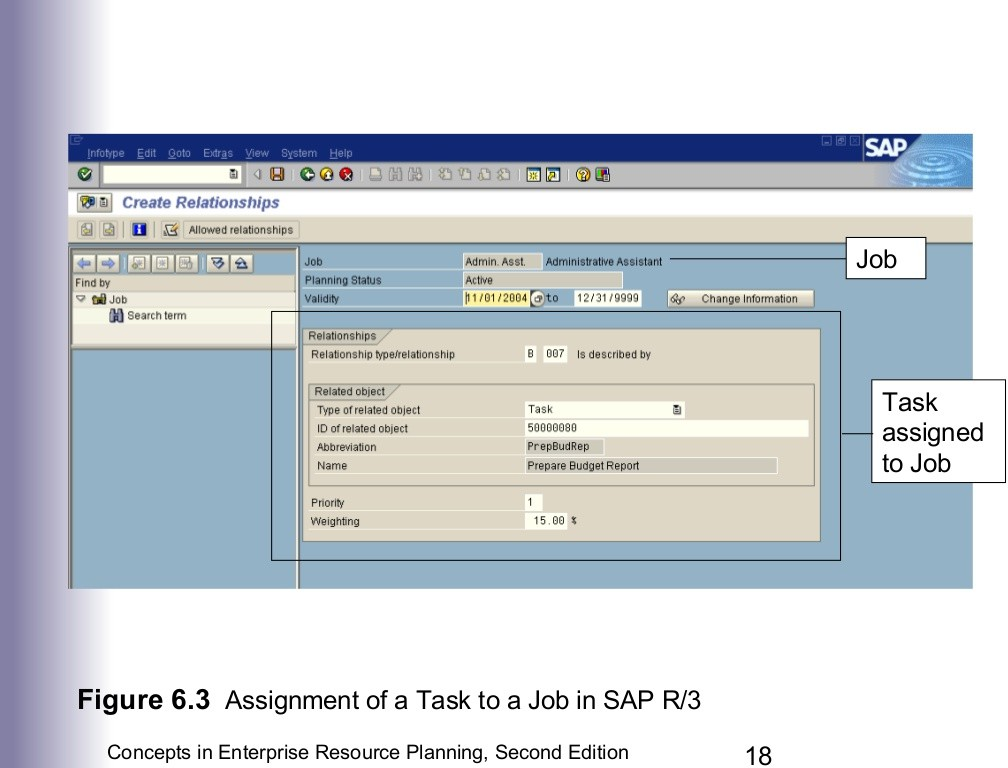 Infotype Edit Goto Extras View System Help
SAP
Create Relationships
Allowed relationships
Find by
Job
Search term
Job Admin. Asst. Administrative Assistant
Job
Planning Status Active
Validity 11/01/2004 to 12/31/9999 Change Information
Relationships
Relationship type/relationship B 007 Is described by
Related object
Type of related object Task
ID of related object 50000080
Abbreviation PrepBudRep
Name Prepare Budget Report
Priority 1
Weighting 15.00 %
Task
assigned
to Job
Figure 6.3 Assignment of a Task to a Job in SAP R/3
Concepts in Enterprise Resource Planning, Second Edition 18